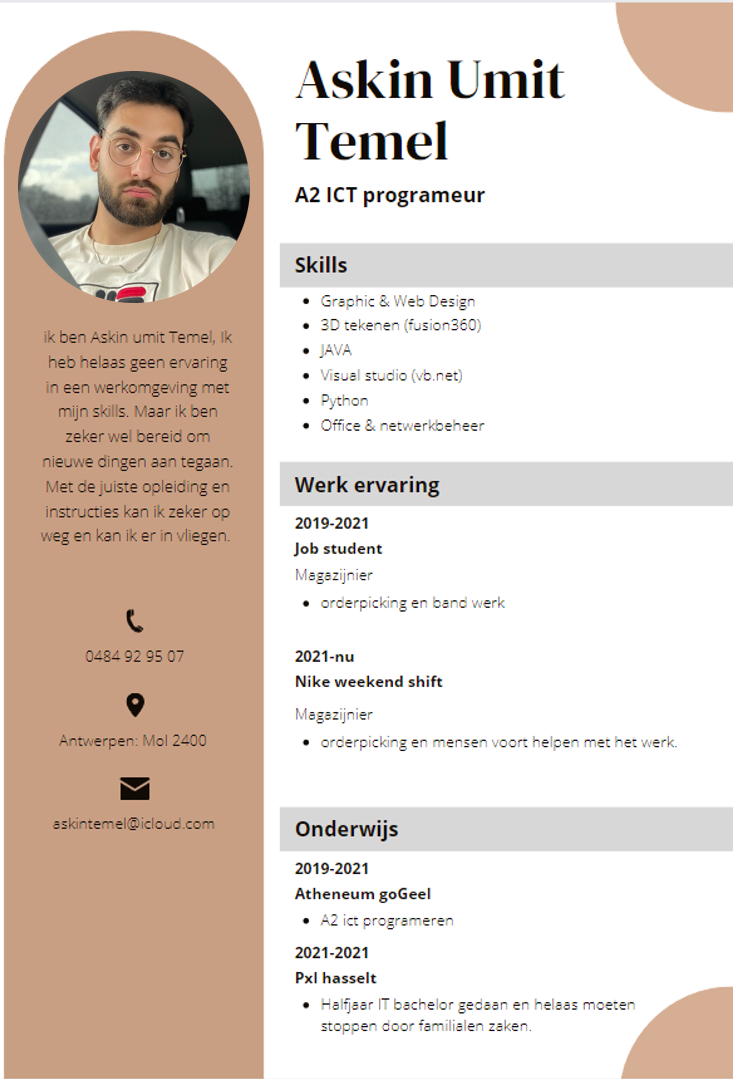 Askin Umit
Temel
A2 ICT programeur
ik ben Askin umit Temel, Ik
heb helaas geen ervaring
in een werkomgeving met
mijn skills. Maar ik ben
zeker wel bereid om
nieuwe dingen aan tegaan.
Met de juiste opleiding en
instructies kan ik zeker op
weg en kan ik er in vliegen.
0484 92 95 07
Antwerpen: Mol 2400
askintemel@icloud.com
Skills
Graphic & Web Design
3D tekenen (fusion360)
JAVA
Visual studio (vb.net)
Python
Office & netwerkbeheer
Werk ervaring
2019-2021
Job student
Magazijnier
orderpicking en band werk
2021-nu
Nike weekend shift
Magazijnier
orderpicking en mensen voort helpen met het werk.
Onderwijs
2019-2021
Atheneum goGeel
A2 ict programeren
2021-2021
Pxl hasselt
Halfjaar IT bachelor gedaan en helaas moeten
stoppen door familialen zaken.